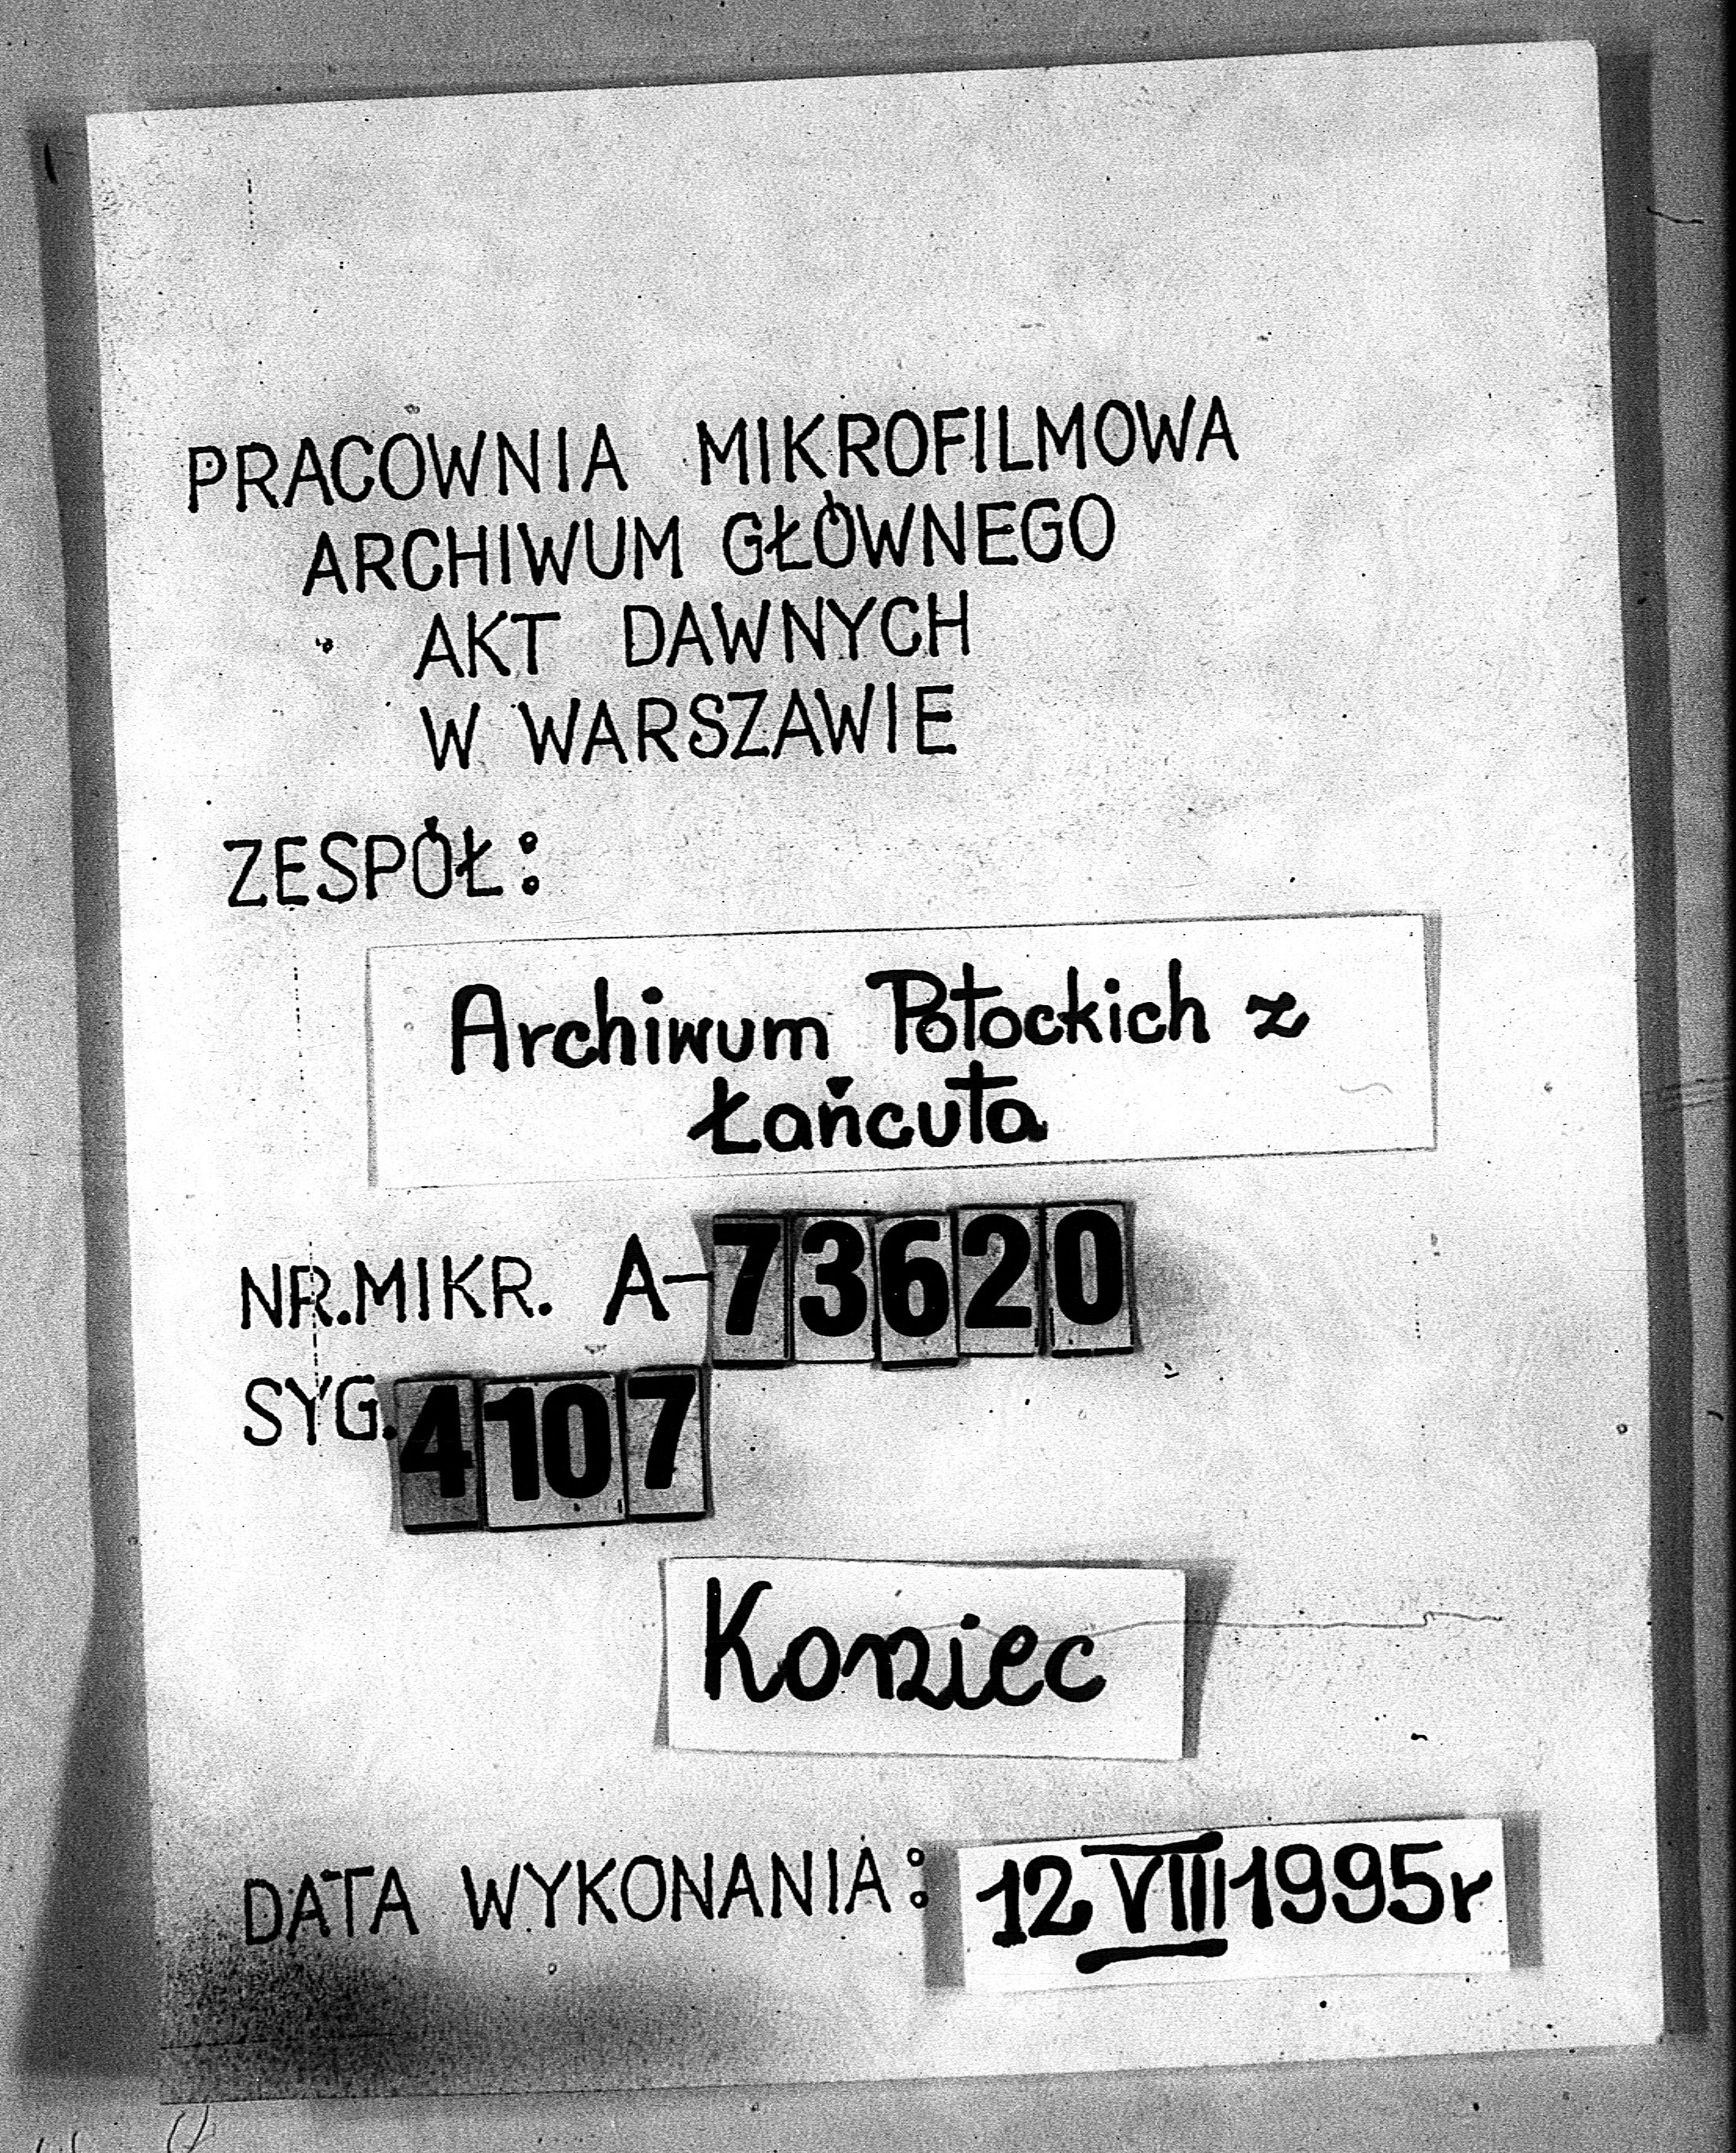 PRACOWNIA MIKROFILMOWA
ARCHIWUM GŁÓWNEGO
AKT DAWNYCH
W WARSZAWIE
ZESPÓŁ:
Archiwum Potockich z
Łańcuta
NR.MIKR. A-73620
SYG. 4107
Koniec
DATA WYKONANIA: 12 VIII 1995r